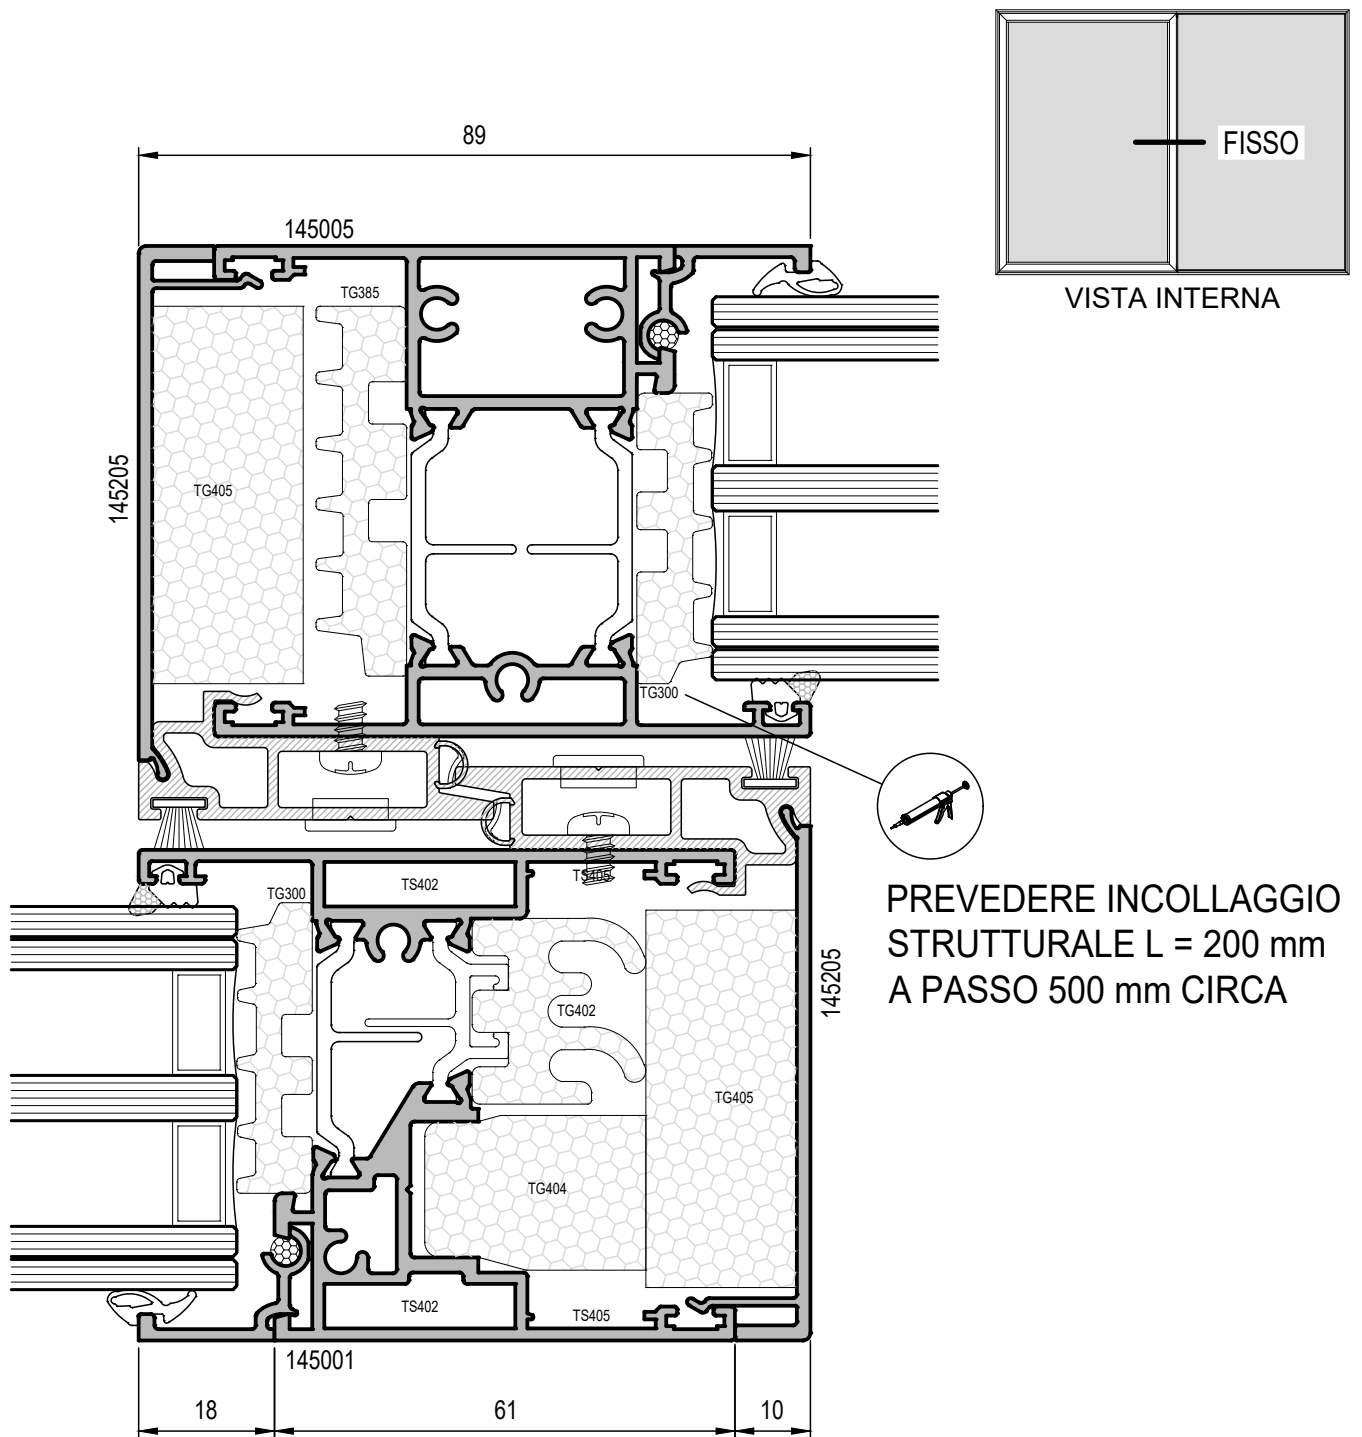 89
FISSO
VISTA INTERNA
145005
TG385
145205
TG405
TG300
TG300
TS402
TS405
PREVEDERE INCOLLAGGIO
STRUTTURALE L = 200 mm
A PASSO 500 mm CIRCA
145205
TG402
TG405
TG404
TS402
TS405
145001
18
61
10